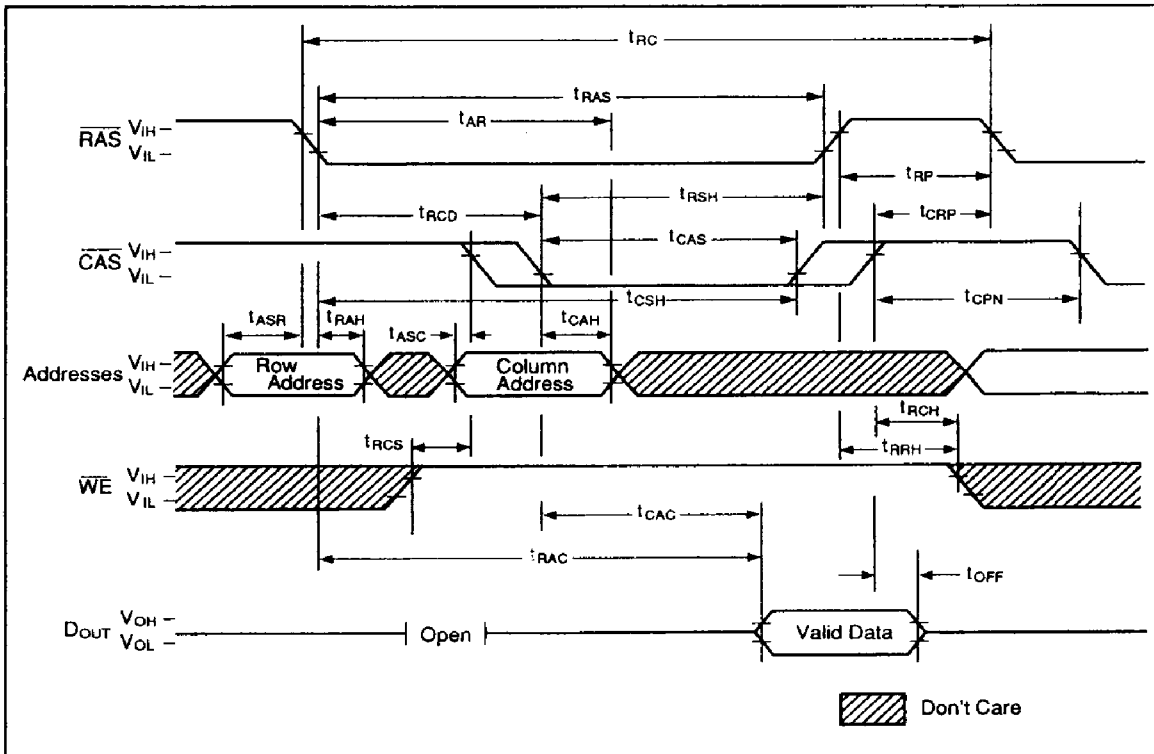 tRC
tRAS
tAR
RAS VIH
VIL
tRP
tRSH
tRCD
tCRP
CAS VIH
VIL
tCAS
tCSH
tCPN
tASR
tRAH
tASC
tCAH
Addresses VIH
VIL
Row
Address
Column
Address
tRCH
tRCS
tRRH
WE VIH
VIL
tCAC
tRAC
tOFF
DOUT VOH
VOL
Open
Valid Data
Don't Care